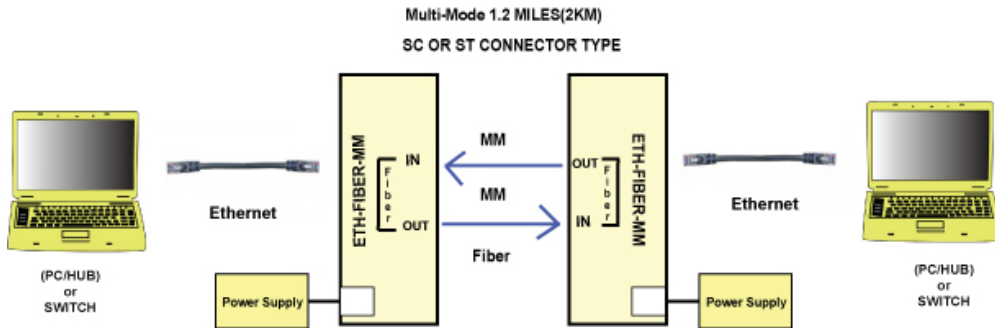 Multi-Mode 1.2 MILES(2KM)
SC OR ST CONNECTOR TYPE
Ethernet
(PC/HUB)
or
SWITCH
ETH-FIBER-MM
Fiber
IN
OUT
Power Supply
MM
MM
Fiber
OUT
IN
Fiber
ETH-FIBER-MM
Power Supply
Ethernet
(PC/HUB)
or
SWITCH